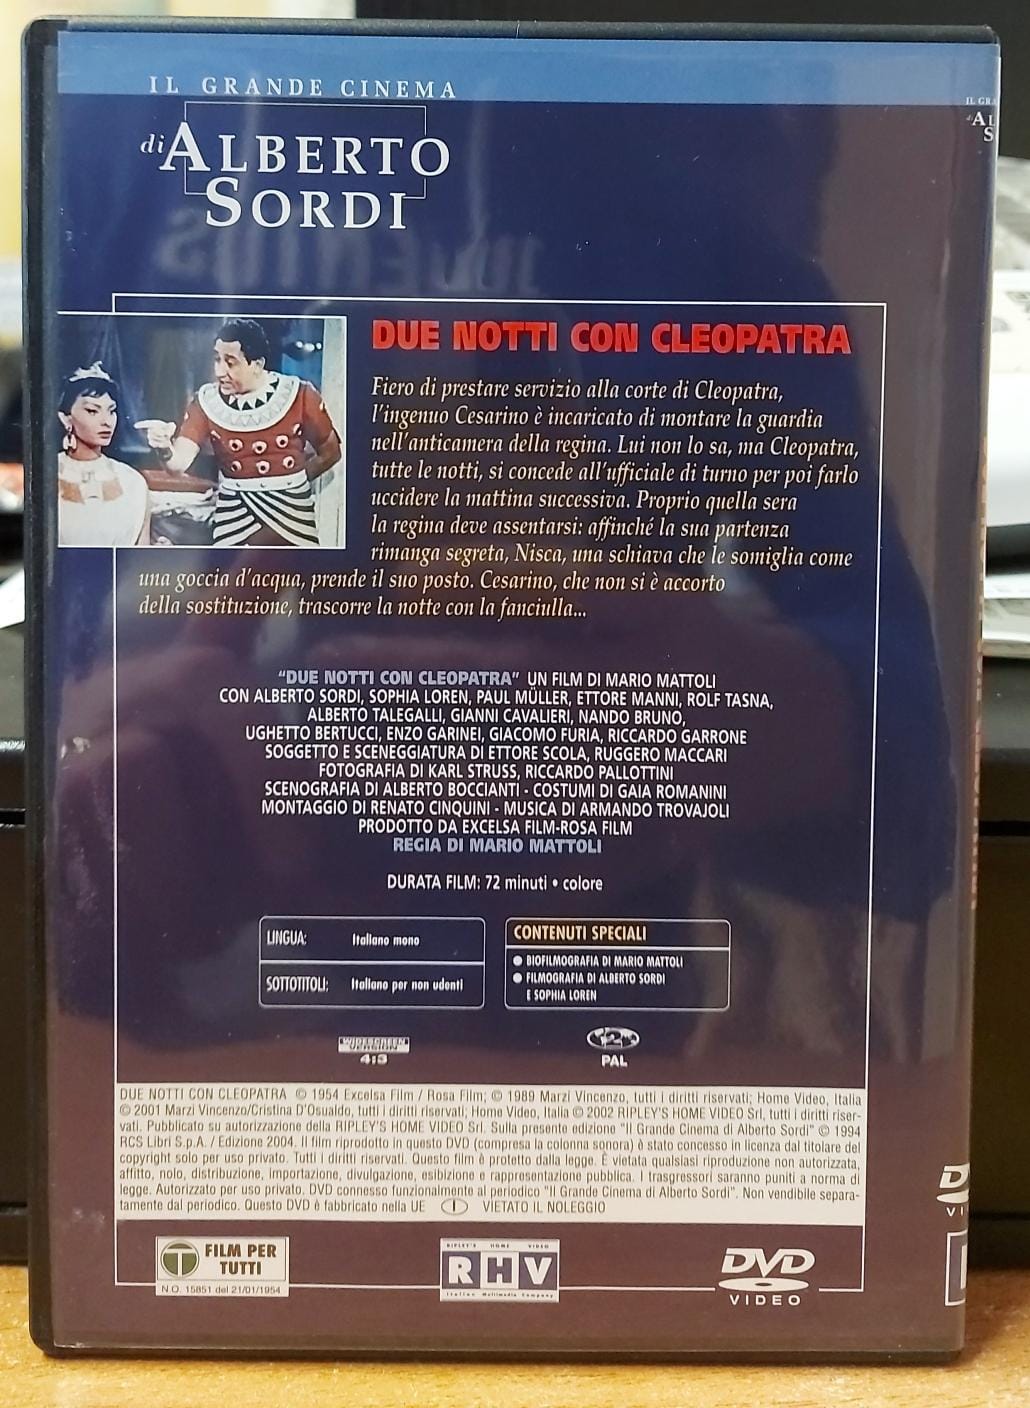 IL GRANDE CINEMA
di ALBERTO
SORDI
IL GR
di AL
S
JUVENTUS
DUE NOTTI CON CLEOPATRA
Fiero di prestare servizio alla corte di Cleopatra,
l'ingenuo Cesarino è incaricato di montare la guardia
nell'anticamera della regina. Lui non lo sa, ma Cleopatra,
tutte le notti, si concede all'ufficiale di turno per poi farlo
uccidere la mattina successiva. Proprio quella sera
la regina deve assentarsi: affinché la sua partenza
rimanga segreta, Nisca, una schiava che le somiglia come
una goccia d'acqua, prende il suo posto. Cesarino, che non si è accorto
della sostituzione, trascorre la notte con la fanciulla...
"DUE NOTTI CON CLEOPATRA" UN FILM DI MARIO MATTOLI
CON ALBERTO SORDI, SOPHIA LOREN, PAUL MÜLLER, ETTORE MANNI, ROLF TASNA,
ALBERTO TALEGALLI, GIANNI CAVALIERI, NANDO BRUNO,
UGHETTO BERTUCCI, ENZO GARINEI, GIACOMO FURIA, RICCARDO GARRONE
SOGGETTO E SCENEGGIATURA DI ETTORE SCOLA, RUGGERO MACCARI
FOTOGRAFIA DI KARL STRUSS, RICCARDO PALLOTTINI
SCENOGRAFIA DI ALBERTO BOCCIANTI - COSTUMI DI GAIA ROMANINI
MONTAGGIO DI RENATO CINQUINI - MUSICA DI ARMANDO TROVAJOLI
PRODOTTO DA EXCELSA FILM-ROSA FILM
REGIA DI MARIO MATTOLI
DURATA FILM: 72 minuti • colore
LINGUA: Italiano mono
SOTTOTITOLI: Italiano per non udenti
CONTENUTI SPECIALI
● BIOFILMOGRAFIA DI MARIO MATTOLI
● FILMOGRAFIA DI ALBERTO SORDI
E SOPHIA LOREN
WIDESCREEN
VERSION
4:3
2
PAL
DUE NOTTI CON CLEOPATRA © 1954 Excelsa Film / Rosa Film; © 1989 Marzi Vincenzo, tutti i diritti riservati; Home Video, Italia
© 2001 Marzi Vincenzo/Cristina D'Osualdo, tutti i diritti riservati; Home Video, Italia © 2002 RIPLEY'S HOME VIDEO Srl, tutti i diritti riser-
vati. Pubblicato su autorizzazione della RIPLEY'S HOME VIDEO Srl. Sulla presente edizione "Il Grande Cinema di Alberto Sordi" © 1994
RCS Libri S.p.A. / Edizione 2004. Il film riprodotto in questo DVD (compresa la colonna sonora) è stato concesso in licenza dal titolare del
copyright solo per uso privato. Tutti i diritti riservati. Questo film è protetto dalla legge. È vietata qualsiasi riproduzione non autorizzata,
affitto, nolo, distribuzione, importazione, divulgazione, esibizione e rappresentazione pubblica. I trasgressori saranno puniti a norma di
legge. Autorizzato per uso privato. DVD connesso funzionalmente al periodico "Il Grande Cinema di Alberto Sordi". Non vendibile separa-
tamente dal periodico. Questo DVD è fabbricato nella UE I VIETATO IL NOLEGGIO
T FILM PER
TUTTI
N.O. 15851 del 21/01/1954
RIPLEY'S HOME VIDEO
RHV
Italian Multimedia Company
DVD
VIDEO